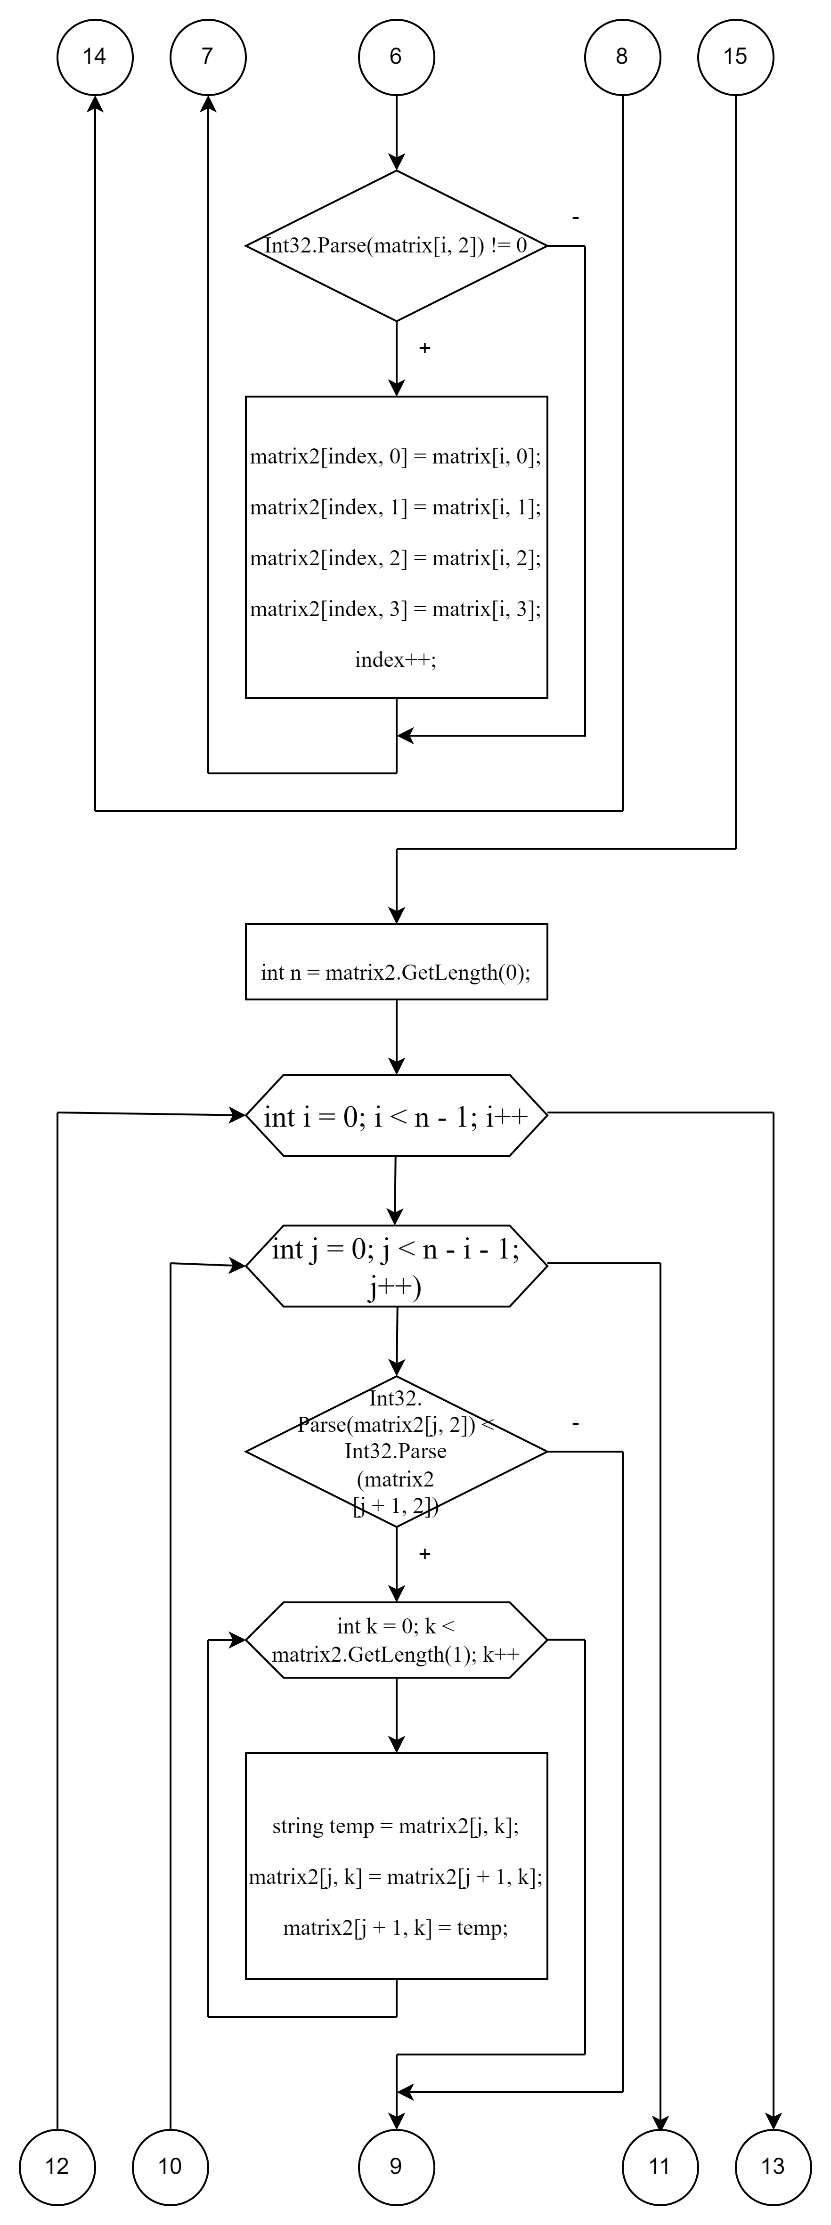 14 7 6 8 15
-
Int32.Parse(matrix[i, 2]) != 0
+
matrix2[index, 0] = matrix[i, 0];
matrix2[index, 1] = matrix[i, 1];
matrix2[index, 2] = matrix[i, 2];
matrix2[index, 3] = matrix[i, 3];
index++;
int n = matrix2.GetLength(0);
int i = 0; i < n - 1; i++
int j = 0; j < n - i - 1;
j++)
Int32.
Parse(matrix2[j, 2]) <
-
Int32.Parse
(matrix2
[j + 1, 2])
+
int k = 0; k <
matrix2.GetLength(1); k++
string temp = matrix2[j, k];
matrix2[j, k] = matrix2[j + 1, k];
matrix2[j + 1, k] = temp;
12 10 9 11 13